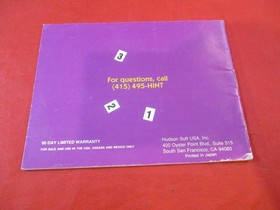 3
For questions, call
(415) 495-HINT
2
1
90-DAY LIMITED WARRANTY
FOR SALE AND USE IN THE USA, CANADA AND MEXICO ONLY
Hudson Soft USA, Inc.
400 Oyster Point Blvd., Suite 515
South San Francisco, CA 94080
Printed in Japan